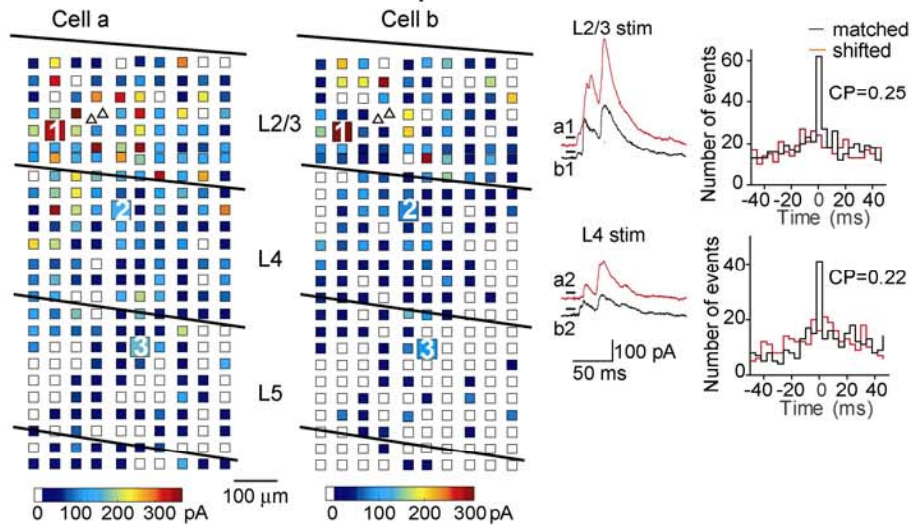 Cell a
Cell b
L2/3
L4
L5
1
2
3
1
2
3
100 μm
0 100 200 300 pA
0 100 200 300 pA
L2/3 stim
a1
b1
L4 stim
a2
b2
100 pA
50 ms
matched
shifted
CP=0.25
Number of events
60
40
20
0
-40 -20 0 20 40
Time (ms)
CP=0.22
Number of events
40
20
0
-40 -20 0 20 40
Time (ms)